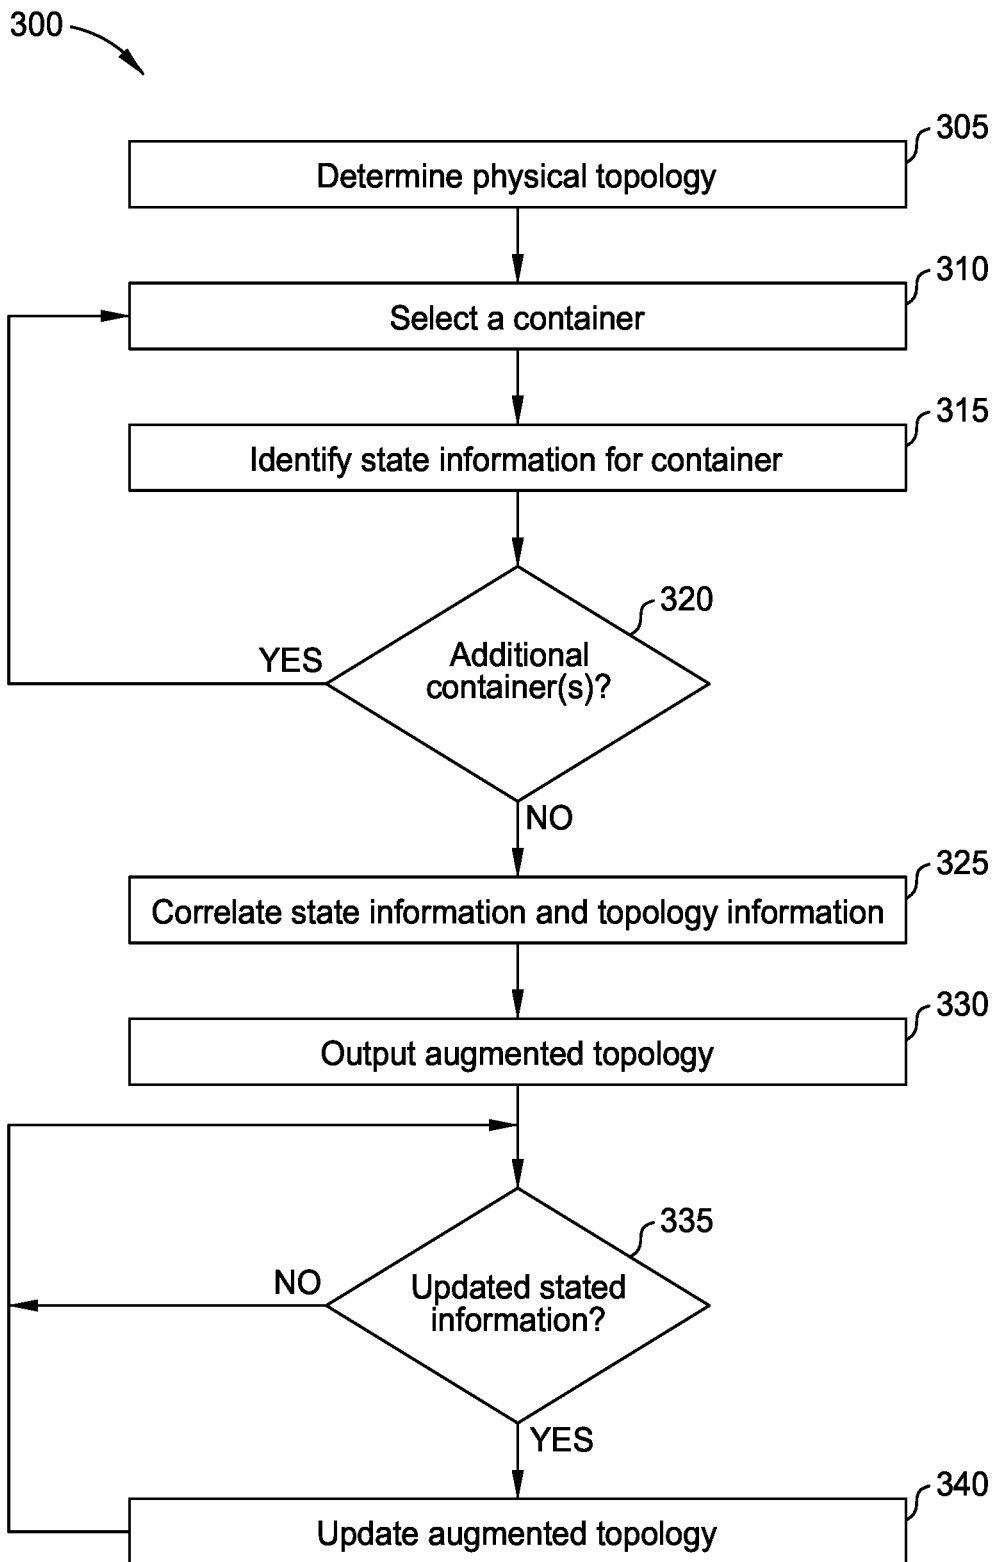 300
305
Determine physical topology
310
Select a container
315
Identify state information for container
320
Additional
container(s)?
YES
NO
325
Correlate state information and topology information
330
Output augmented topology
335
Updated stated
information?
NO
YES
340
Update augmented topology